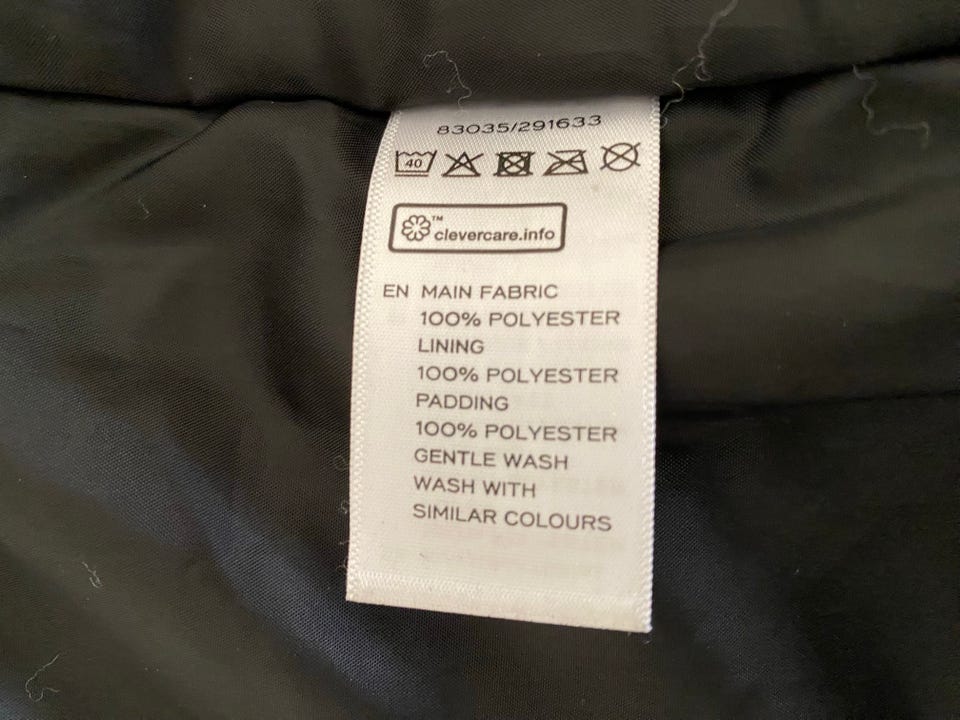 83035/291633
40
™
clevercare.info
EN MAIN FABRIC
100% POLYESTER
LINING
100% POLYESTER
PADDING
100% POLYESTER
GENTLE WASH
WASH WITH
SIMILAR COLOURS